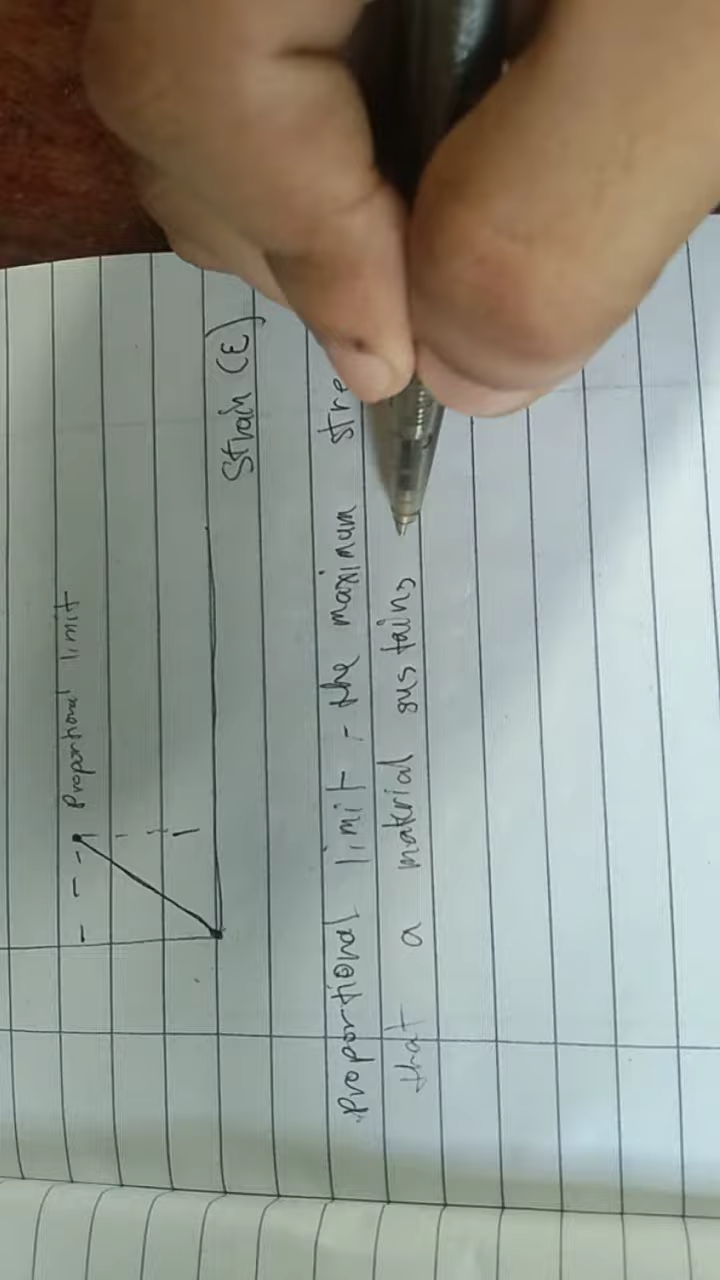 Proportional limit
Strain (ε)
Proportional limit - the maximum stre
that a material sustains